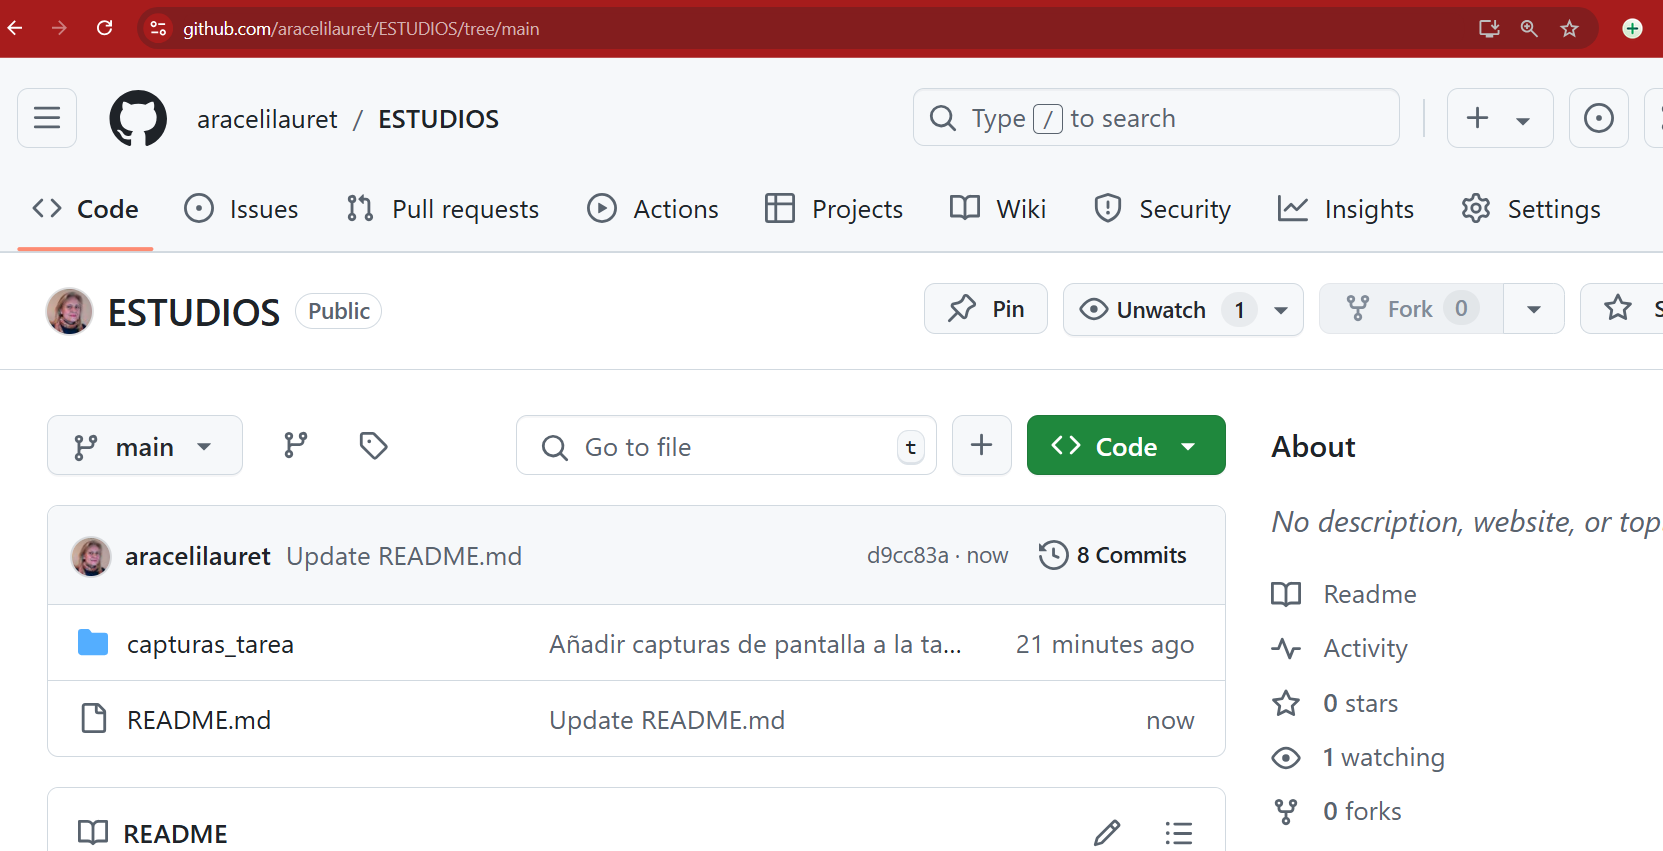 github.com/aracelilauret/ESTUDIOS/tree/main
aracelilauret / ESTUDIOS
Type / to search
Code Issues Pull requests Actions Projects Wiki Security Insights Settings
ESTUDIOS Public
Pin Unwatch 1 Fork 0 S
main Go to file t Code
About
No description, website, or top
aracelilauret Update README.md d9cc83a · now 8 Commits
capturas_tarea Añadir capturas de pantalla a la ta... 21 minutes ago
README.md Update README.md now
Readme
Activity
0 stars
1 watching
0 forks
README